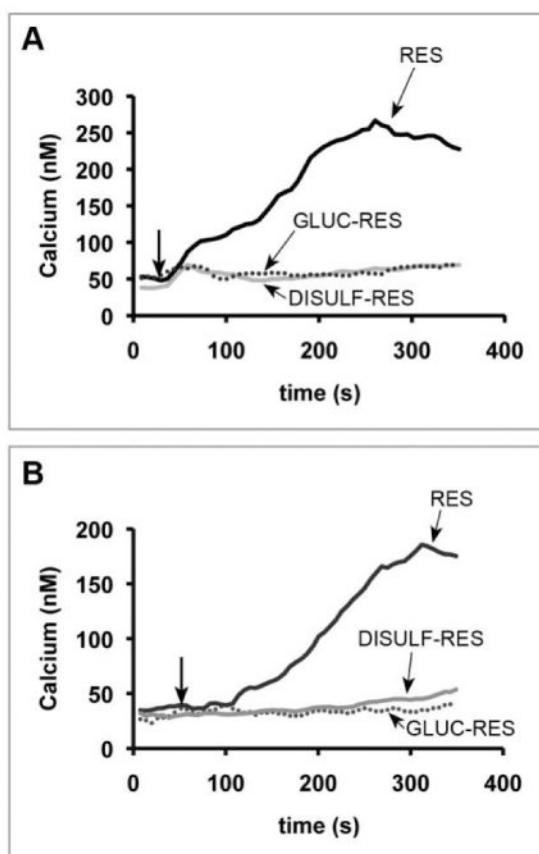 A
RES
300
250
200
150
100
50
0
Calcium (nM)
GLUC-RES
DISULF-RES
0 100 200 300 400
time (s)
B
RES
200
150
100
50
0
Calcium (nM)
DISULF-RES
GLUC-RES
0 100 200 300 400
time (s)